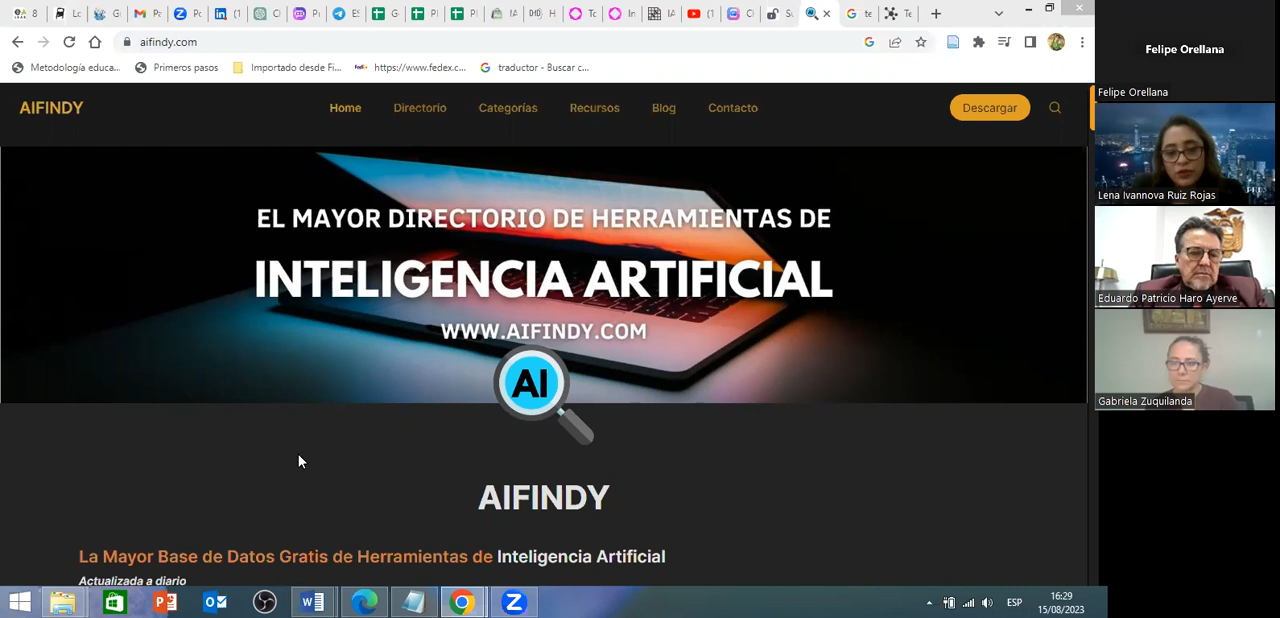 aifindy.com
Metodología educa...
Primeros pasos
Importado desde Fi...
https://www.fedex.c...
traductor - Buscar c...
AIFINDY
Home
Directorio
Categorías
Recursos
Blog
Contacto
Descargar
EL MAYOR DIRECTORIO DE HERRAMIENTAS DE
INTELIGENCIA ARTIFICIAL
WWW.AIFINDY.COM
AI
AIFINDY
La Mayor Base de Datos Gratis de Herramientas de Inteligencia Artificial
Actualizada a diario
Felipe Orellana
Felipe Orellana
Lena Ivannova Ruiz Rojas
Eduardo Patricio Haro Ayerve
Gabriela Zuquilanda
ESP
16:29
15/08/2023